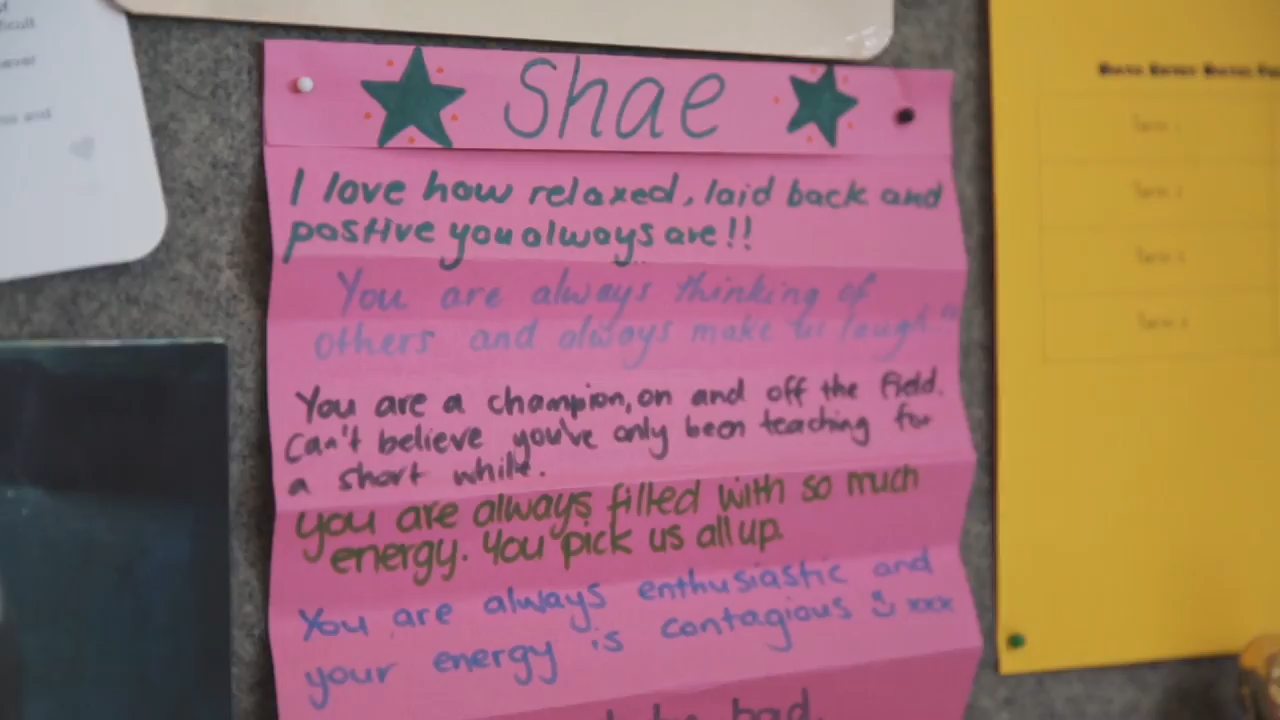 Shae
I love how relaxed, laid back and
postive you always are!!
You are always thinking of
others and always make us laugh
You are a champion, on and off the field.
Can't believe you've only been teaching for
a short while.
you are always filled with so much
energy. You pick us all up.
You are always enthusiastic and
your energy is contagious xxx
bad.